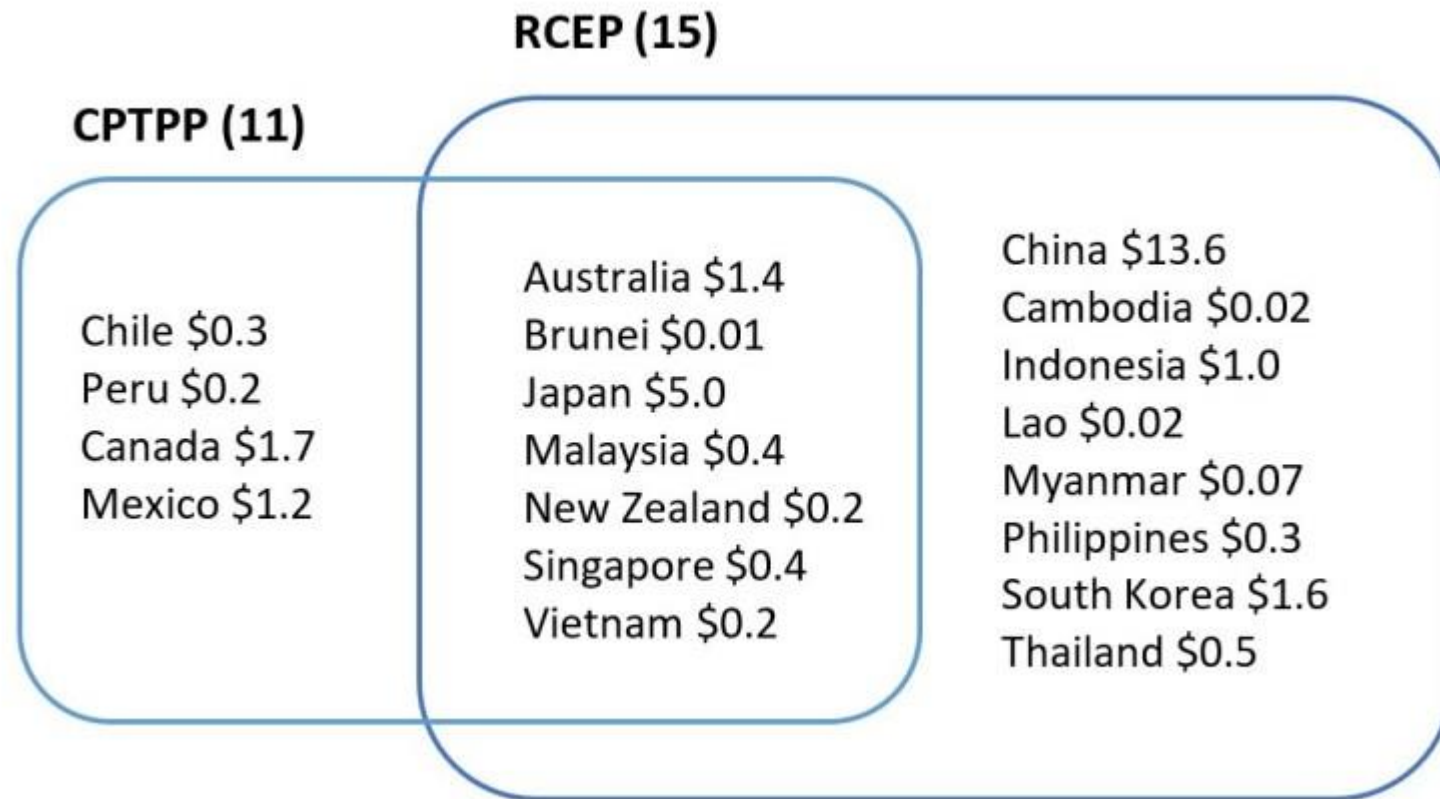 RCEP (15)
CPTPP (11)
Chile $0.3
Peru $0.2
Canada $1.7
Mexico $1.2
Australia $1.4
Brunei $0.01
Japan $5.0
Malaysia $0.4
New Zealand $0.2
Singapore $0.4
Vietnam $0.2
China $13.6
Cambodia $0.02
Indonesia $1.0
Lao $0.02
Myanmar $0.07
Philippines $0.3
South Korea $1.6
Thailand $0.5